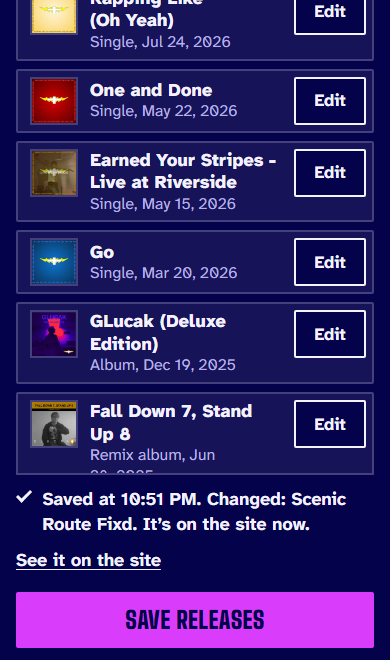 Rapping Like
(Oh Yeah)
Single, Jul 24, 2026
Edit
One and Done
Single, May 22, 2026
Edit
Earned Your Stripes -
Live at Riverside
Single, May 15, 2026
Edit
Go
Single, Mar 20, 2026
Edit
GLucak (Deluxe
Edition)
Album, Dec 19, 2025
Edit
Fall Down 7, Stand
Up 8
Remix album, Jun
Edit
Saved at 10:51 PM. Changed: Scenic
Route Fixd. It’s on the site now.
See it on the site
SAVE RELEASES